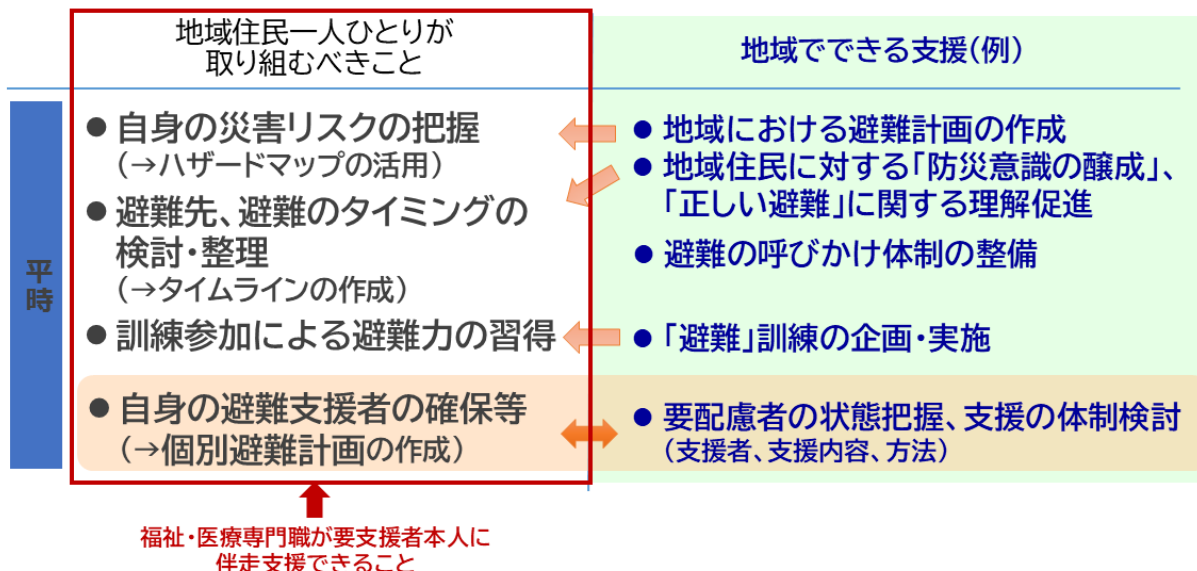 地域住民一人ひとりが
取り組むべきこと
地域でできる支援(例)
平時
● 自身の災害リスクの把握
(→ハザードマップの活用)
● 避難先、避難のタイミングの
検討・整理
(→タイムラインの作成)
● 訓練参加による避難力の習得
● 自身の避難支援者の確保等
(→個別避難計画の作成)
● 地域における避難計画の作成
● 地域住民に対する「防災意識の醸成」、
「正しい避難」に関する理解促進
● 避難の呼びかけ体制の整備
● 「避難」訓練の企画・実施
● 要配慮者の状態把握、支援の体制検討
(支援者、支援内容、方法)
福祉・医療専門職が要支援者本人に
伴走支援できること